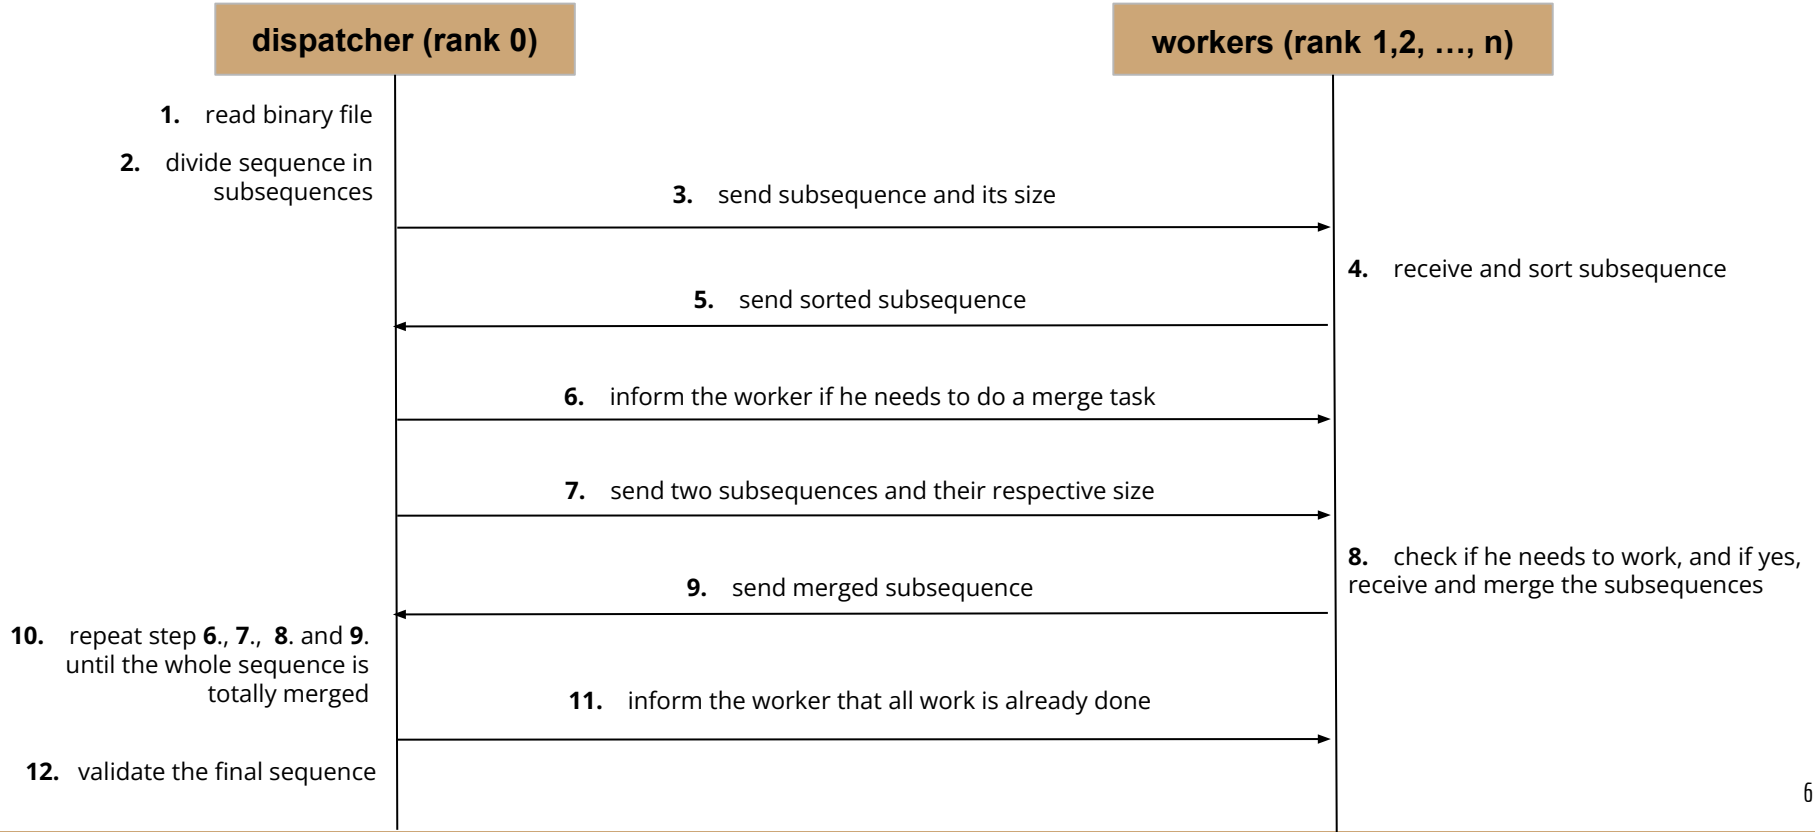 dispatcher (rank 0)
workers (rank 1,2, …, n)
1. read binary file
2. divide sequence in
subsequences
3. send subsequence and its size
4. receive and sort subsequence
5. send sorted subsequence
6. inform the worker if he needs to do a merge task
7. send two subsequences and their respective size
8. check if he needs to work, and if yes,
receive and merge the subsequences
9. send merged subsequence
10. repeat step 6., 7., 8. and 9.
until the whole sequence is
totally merged
11. inform the worker that all work is already done
12. validate the final sequence
6